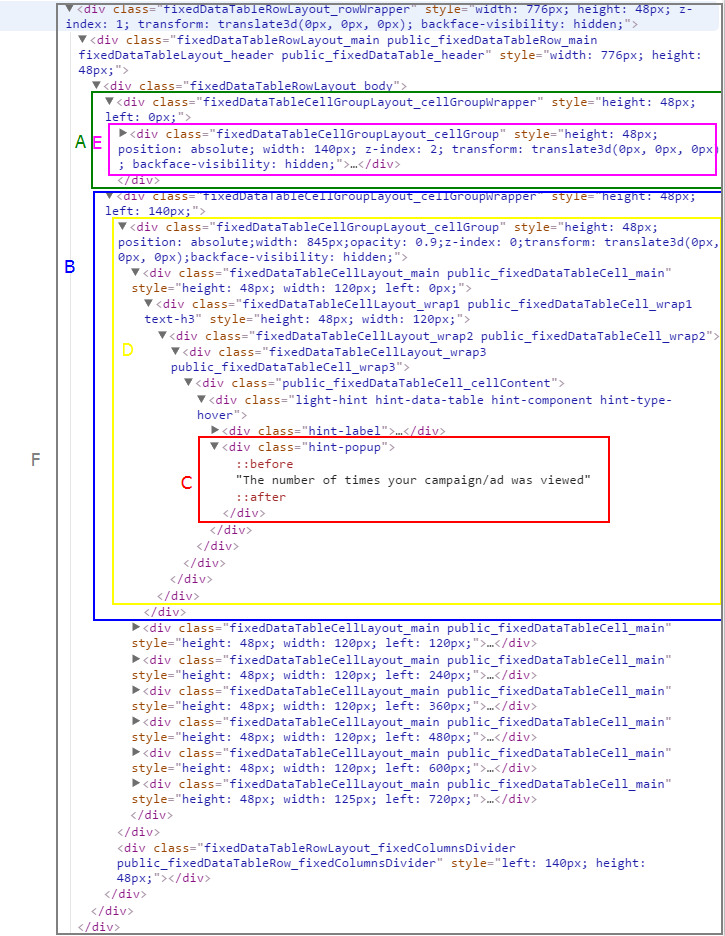 ▼<div class="fixedDataTableRowLayout_rowWrapper" style="width: 776px; height: 48px; z-
index: 1; transform: translate3d(0px, 0px, 0px); backface-visibility: hidden;">
▼<div class="fixedDataTableRowLayout_main public_fixedDataTableRow_main
fixedDataTableLayout_header public_fixedDataTable_header" style="width: 776px; height:
48px;">
▼<div class="fixedDataTableRowLayout_body">
▼<div class="fixedDataTableCellGroupLayout_cellGroupWrapper" style="height: 48px;
left: 0px;">
A E ▶<div class="fixedDataTableCellGroupLayout_cellGroup" style="height: 48px;
position: absolute; width: 140px; z-index: 2; transform: translate3d(0px, 0px, 0px)
; backface-visibility: hidden;">…</div>
</div>
▼<div class="fixedDataTableCellGroupLayout_cellGroupWrapper" style="height: 48px;
left: 140px;">
▼<div class="fixedDataTableCellGroupLayout_cellGroup" style="height: 48px;
position: absolute;width: 845px;opacity: 0.9;z-index: 0;transform: translate3d(0px,
0px, 0px);backface-visibility: hidden;">
B ▼<div class="fixedDataTableCellLayout_main public_fixedDataTableCell_main"
style="height: 48px; width: 120px; left: 0px;">
▼<div class="fixedDataTableCellLayout_wrap1 public_fixedDataTableCell_wrap1
text-h3" style="height: 48px; width: 120px;">
▼<div class="fixedDataTableCellLayout_wrap2 public_fixedDataTableCell_wrap2">
D ▼<div class="fixedDataTableCellLayout_wrap3
public_fixedDataTableCell_wrap3">
▼<div class="public_fixedDataTableCell_cellContent">
▼<div class="light-hint hint-data-table hint-component hint-type-
hover">
▶<div class="hint-label">…</div>
▼<div class="hint-popup">
F ::before
C "The number of times your campaign/ad was viewed"
::after
</div>
</div>
</div>
</div>
</div>
</div>
</div>
▶<div class="fixedDataTableCellLayout_main public_fixedDataTableCell_main"
style="height: 48px; width: 120px; left: 120px;">…</div>
▶<div class="fixedDataTableCellLayout_main public_fixedDataTableCell_main"
style="height: 48px; width: 120px; left: 240px;">…</div>
▶<div class="fixedDataTableCellLayout_main public_fixedDataTableCell_main"
style="height: 48px; width: 120px; left: 360px;">…</div>
▶<div class="fixedDataTableCellLayout_main public_fixedDataTableCell_main"
style="height: 48px; width: 120px; left: 480px;">…</div>
▶<div class="fixedDataTableCellLayout_main public_fixedDataTableCell_main"
style="height: 48px; width: 120px; left: 600px;">…</div>
▶<div class="fixedDataTableCellLayout_main public_fixedDataTableCell_main"
style="height: 48px; width: 125px; left: 720px;">…</div>
</div>
</div>
<div class="fixedDataTableRowLayout_fixedColumnsDivider
public_fixedDataTableRow_fixedColumnsDivider" style="left: 140px; height:
48px;"></div>
</div>
</div>
</div>